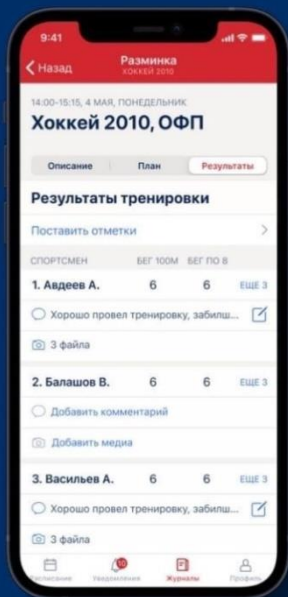 9:41
Назад
Разминка
ХОККЕЙ 2010
14:00-15:15, 4 МАЯ, ПОНЕДЕЛЬНИК
Хоккей 2010, ОФП
Описание План Результаты
Результаты тренировки
Поставить отметки
СПОРТСМЕН БЕГ 100М БЕГ ПО 8
1. Авдеев А. 6 6 ЕЩЕ 3
Хорошо провел тренировку, забилш...
3 файла
2. Балашов В. 6 6 ЕЩЕ 3
Добавить комментарий
Добавить медиа
3. Васильев А. 6 6 ЕЩЕ 3
Хорошо провел тренировку, забилш...
3 файла
10
Расписание Уведомления Журналы Профиль